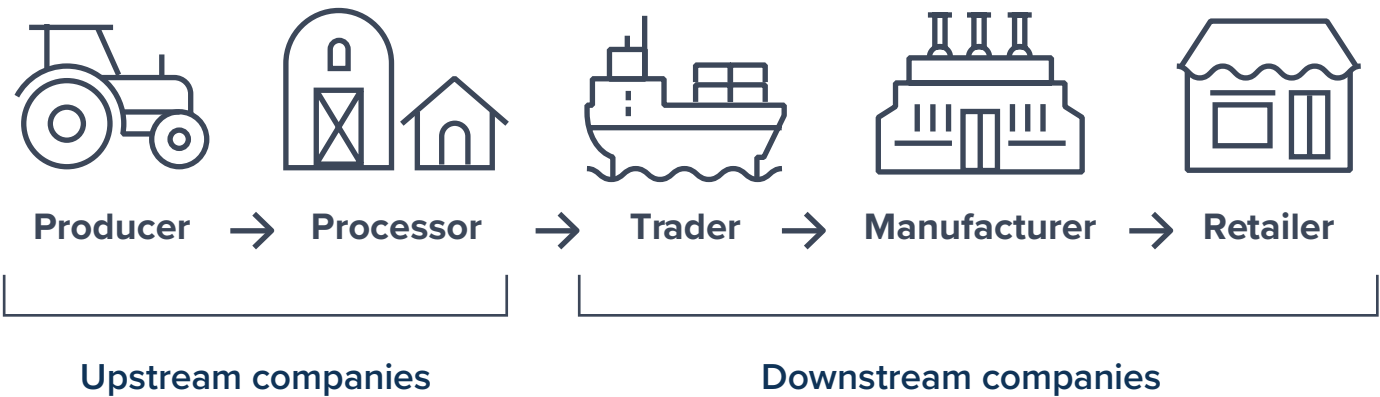 Producer → Processor → Trader → Manufacturer → Retailer
Upstream companies Downstream companies